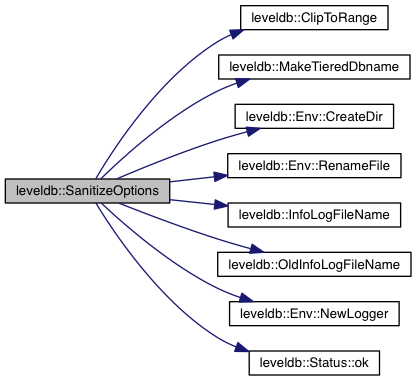 leveldb::ClipToRange
leveldb::MakeTieredDbname
leveldb::Env::CreateDir
leveldb::Env::RenameFile
leveldb::SanitizeOptions
leveldb::InfoLogFileName
leveldb::OldInfoLogFileName
leveldb::Env::NewLogger
leveldb::Status::ok